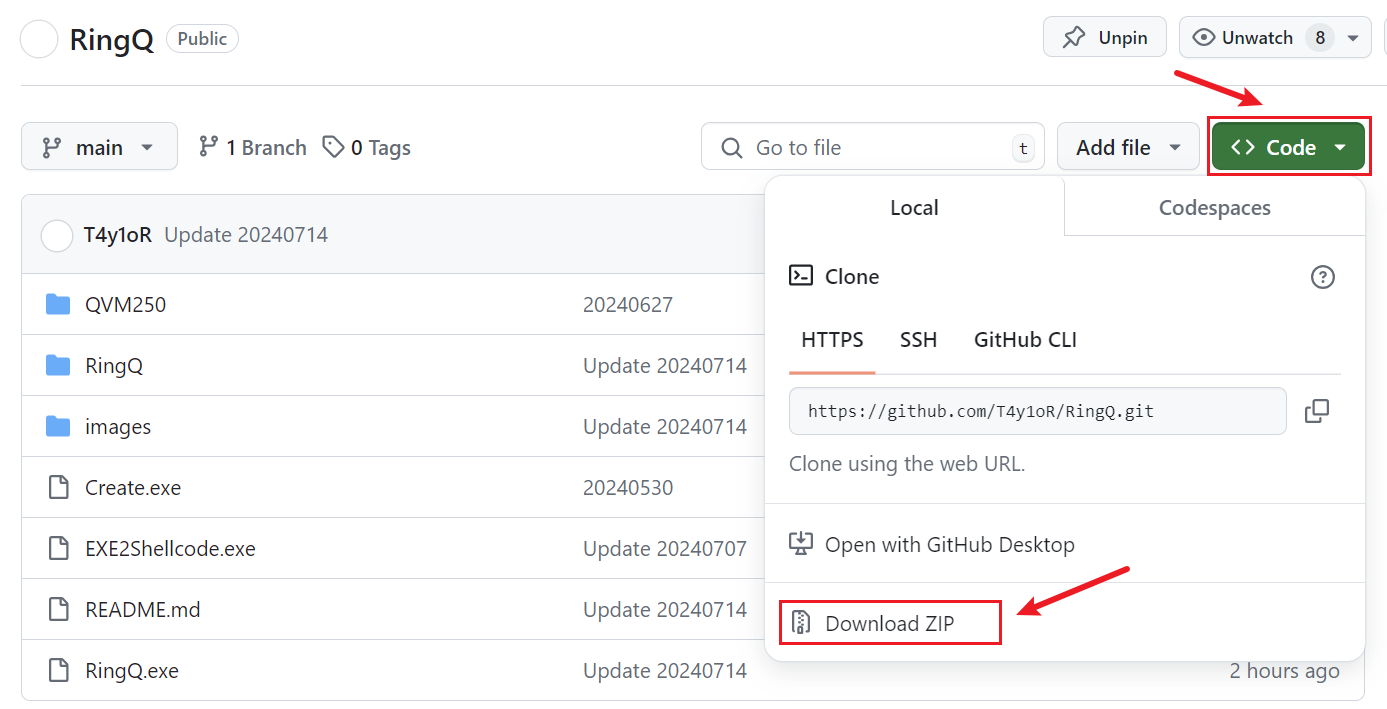 RingQ Public Unpin Unwatch 8
main 1 Branch 0 Tags Go to file t Add file <> Code
T4y1oR Update 20240714
Local Codespaces
Clone
HTTPS SSH GitHub CLI
https://github.com/T4y1oR/RingQ.git
Clone using the web URL.
Open with GitHub Desktop
Download ZIP
QVM250 20240627
RingQ Update 20240714
images Update 20240714
Create.exe 20240530
EXE2Shellcode.exe Update 20240707
README.md Update 20240714
RingQ.exe Update 20240714 2 hours ago